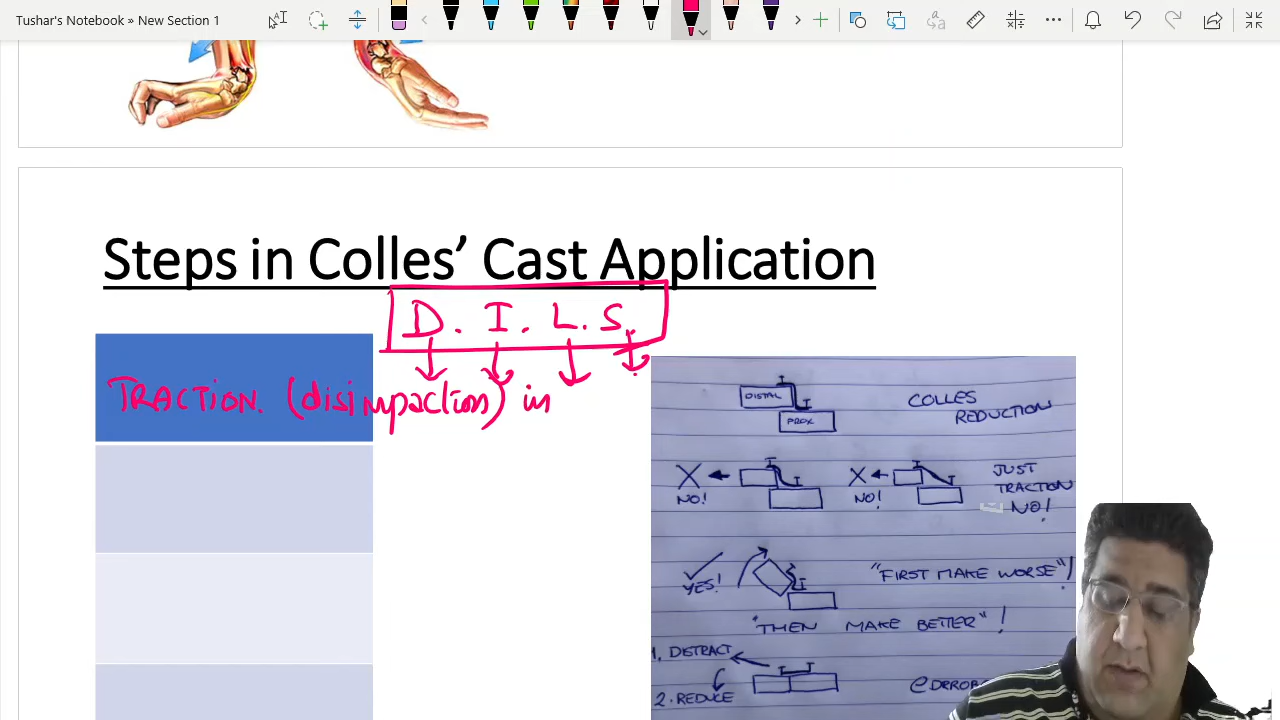 Tushar's Notebook » New Section 1
Steps in Colles' Cast Application
D. I. L. S.
TRACTION. (disimpaction) in
DISTAL
PROX
COLLES
REDUCTION
X NO!
X NO!
JUST
TRACTION
NO!
YES!
"FIRST MAKE WORSE"!
"THEN MAKE BETTER"!
1. DISTRACT
2. REDUCE